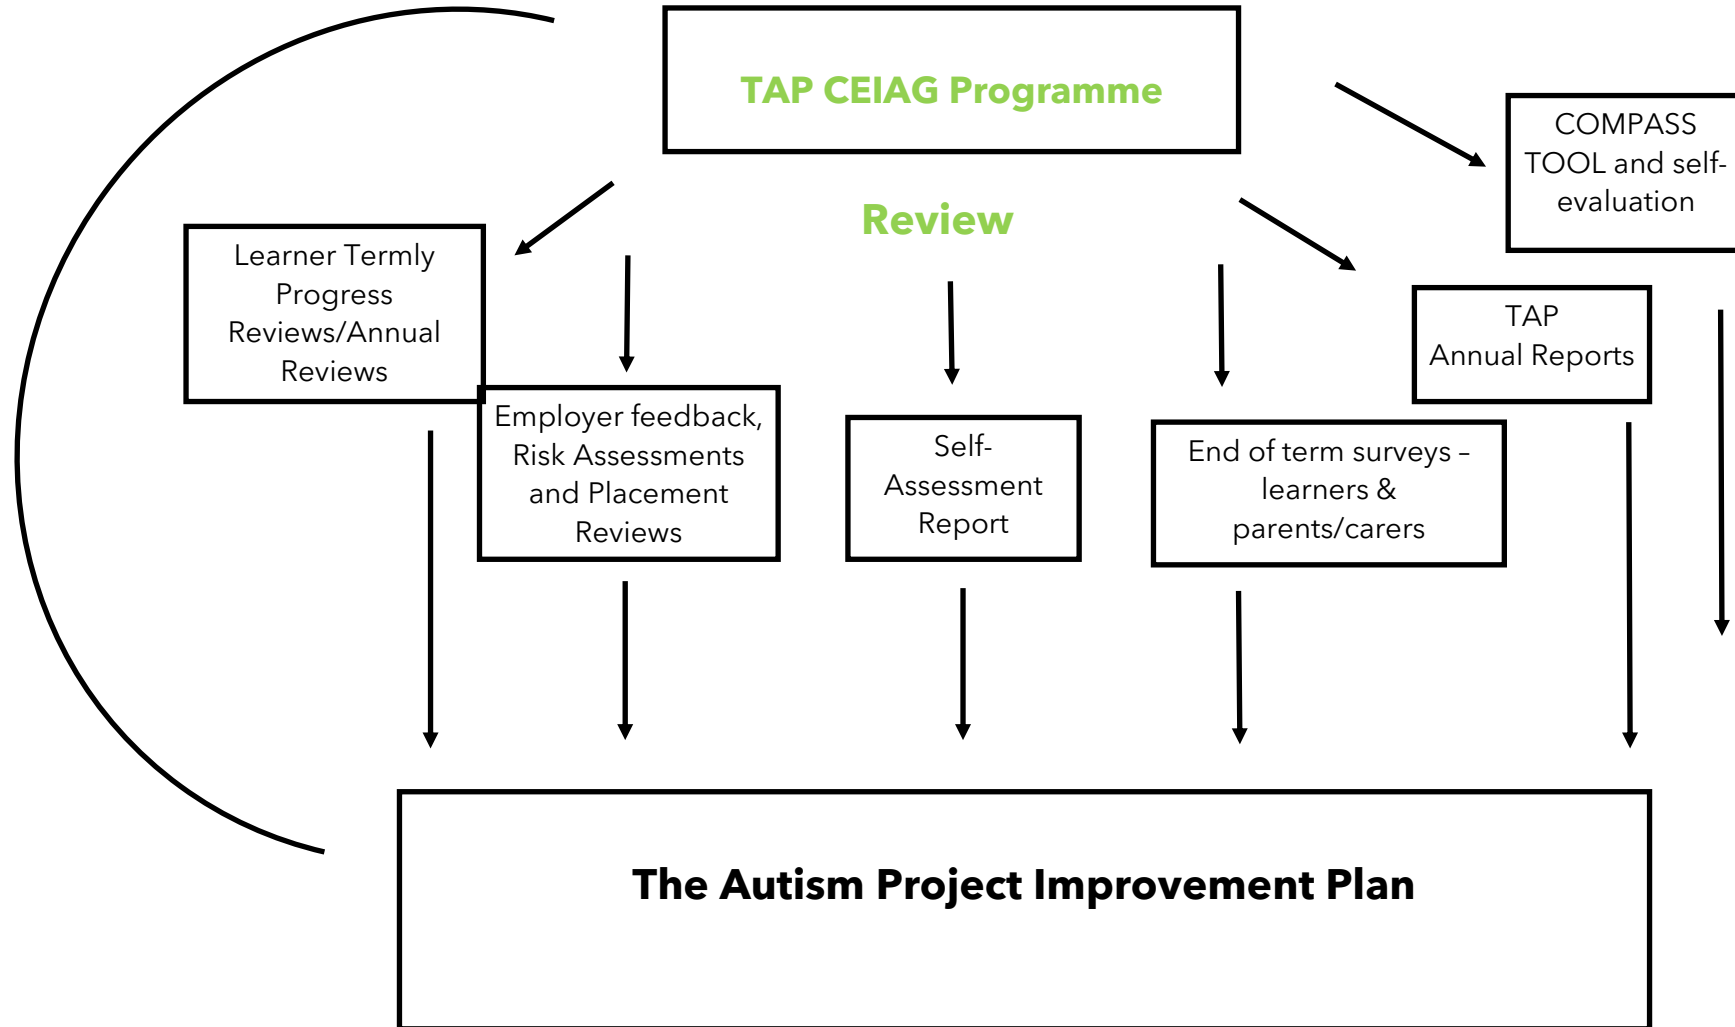 TAP CEIAG Programme
Review
COMPASS
TOOL and self-
evaluation
Learner Termly
Progress
Reviews/Annual
Reviews
TAP
Annual Reports
Employer feedback,
Risk Assessments
and Placement
Reviews
Self-
Assessment
Report
End of term surveys –
learners &
parents/carers
The Autism Project Improvement Plan